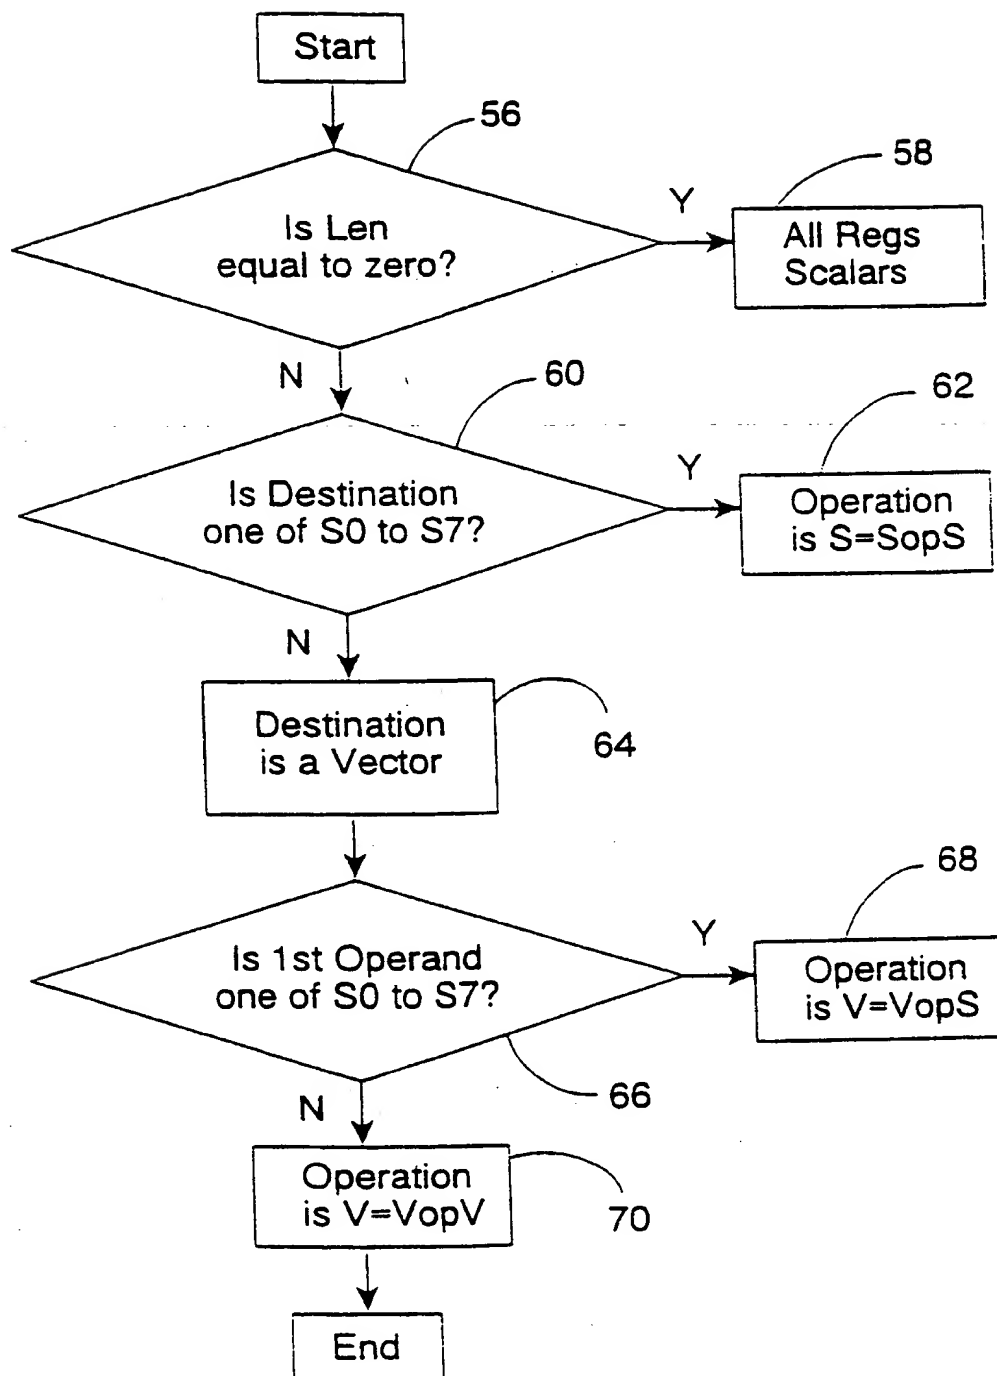 Start
56
Is Len
equal to zero?
Y
58
All Regs
Scalars
N
60
Is Destination
one of S0 to S7?
Y
62
Operation
is S=SopS
N
Destination
is a Vector
64
Is 1st Operand
one of S0 to S7?
Y
68
Operation
is V=VopS
66
N
Operation
is V=VopV
70
End